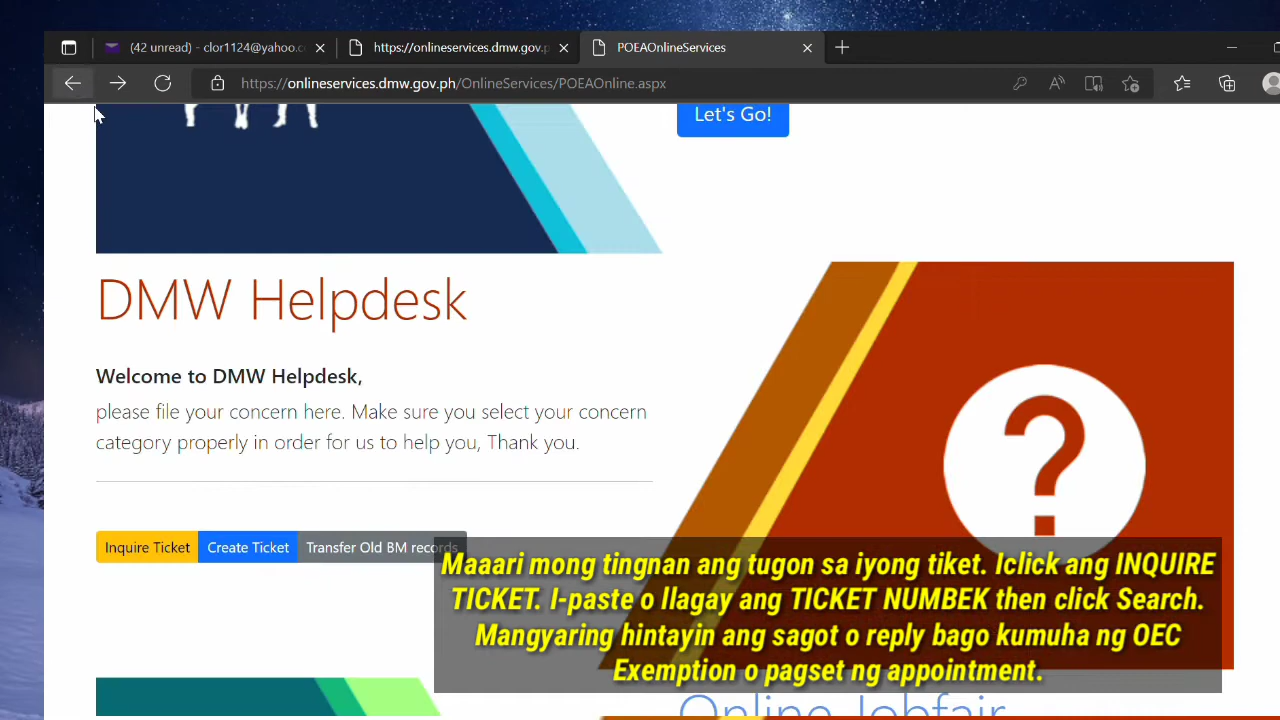 (42 unread) - clor1124@yahoo.c
https://onlineservices.dmw.gov.p
POEAOnlineServices
https://onlineservices.dmw.gov.ph/OnlineServices/POEAOnline.aspx
Let's Go!
DMW Helpdesk
Welcome to DMW Helpdesk,
please file your concern here. Make sure you select your concern
category properly in order for us to help you, Thank you.
Inquire Ticket Create Ticket Transfer Old BM records
Maaari mong tingnan ang tugon sa iyong tiket. Iclick ang INQUIRE
TICKET. I-paste o llagay ang TICKET NUMBEK then click Search.
Mangyaring hintayin ang sagot o reply bago kumuha ng OEC
Exemption o pagset ng appointment.
Online Jobfair